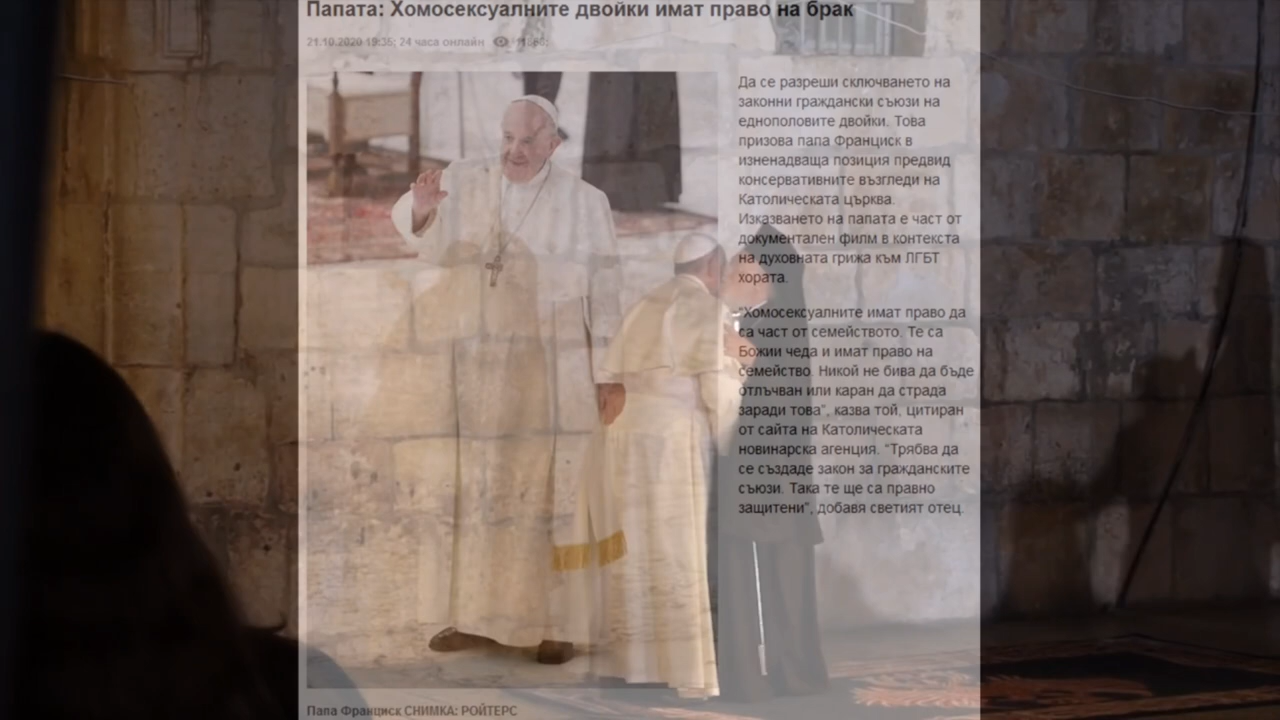 Папата: Хомосексуалните двойки имат право на брак
21.10.2020 19:35; 24 часа онлайн
Да се разреши сключването на
законни граждански съюзи на
еднополовите двойки. Това
призова папа Франциск в
изненадваща позиция предвид
консервативните възгледи на
Католическата църква.
Изказването на папата е част от
документален филм в контекста
на духовната грижа към ЛГБТ
хората.
"Хомосексуалните имат право да
са част от семейството. Те са
Божии чеда и имат право на
семейство. Никой не бива да бъде
отлъчван или каран да страда
заради това", казва той, цитиран
от сайта на Католическата
новинарска агенция. "Трябва да
се създаде закон за гражданските
съюзи. Така те ще са правно
защитени", добавя светият отец.
Папа Франциск СНИМКА: РОЙТЕРС